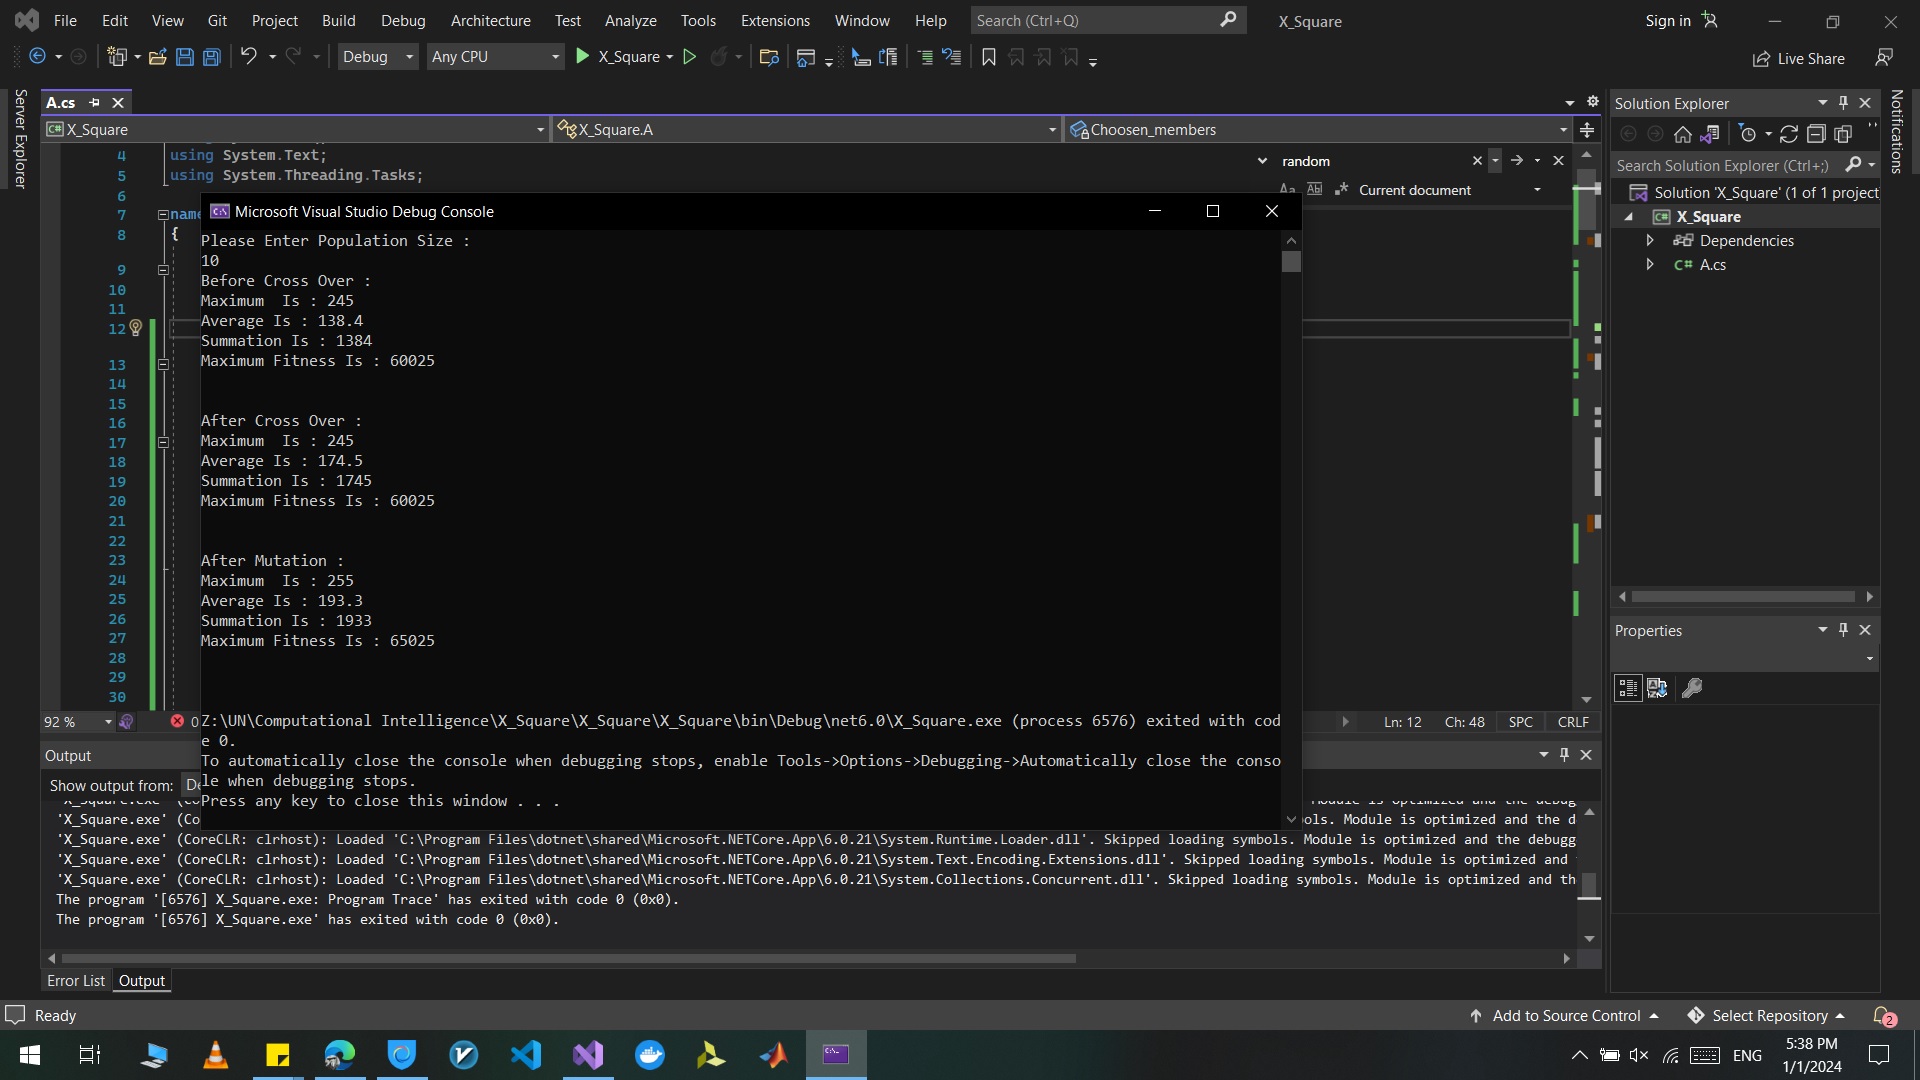 File Edit View Git Project Build Debug Architecture Test Analyze Tools Extensions Window Help Search (Ctrl+Q) X_Square Sign in
Debug Any CPU X_Square Live Share
Server Explorer
A.cs
X_Square X_Square.A Choosen_members
4 using System.Text;
5 using System.Threading.Tasks;
6
7
8 {
9
10
11
12
13
14
15
16
17
18
19
20
21
22
23
24
25
26
27
28
29
30
random
Current document
Microsoft Visual Studio Debug Console
Please Enter Population Size :
10
Before Cross Over :
Maximum  Is : 245
Average Is : 138.4
Summation Is : 1384
Maximum Fitness Is : 60025
After Cross Over :
Maximum  Is : 245
Average Is : 174.5
Summation Is : 1745
Maximum Fitness Is : 60025
After Mutation :
Maximum  Is : 255
Average Is : 193.3
Summation Is : 1933
Maximum Fitness Is : 65025
Z:\UN\Computational Intelligence\X_Square\X_Square\X_Square\bin\Debug\net6.0\X_Square.exe (process 6576) exited with cod
e 0.
To automatically close the console when debugging stops, enable Tools->Options->Debugging->Automatically close the conso
le when debugging stops.
Press any key to close this window . . .
92 % 0 Ln: 12 Ch: 48 SPC CRLF
Output
Show output from:
'X_Square.exe' (Co
'X_Square.exe' (CoreCLR: clrhost): Loaded 'C:\Program Files\dotnet\shared\Microsoft.NETCore.App\6.0.21\System.Runtime.Loader.dll'. Skipped loading symbols. Module is optimized and the debugg
'X_Square.exe' (CoreCLR: clrhost): Loaded 'C:\Program Files\dotnet\shared\Microsoft.NETCore.App\6.0.21\System.Text.Encoding.Extensions.dll'. Skipped loading symbols. Module is optimized and
'X_Square.exe' (CoreCLR: clrhost): Loaded 'C:\Program Files\dotnet\shared\Microsoft.NETCore.App\6.0.21\System.Collections.Concurrent.dll'. Skipped loading symbols. Module is optimized and th
The program '[6576] X_Square.exe: Program Trace' has exited with code 0 (0x0).
The program '[6576] X_Square.exe' has exited with code 0 (0x0).
Error List Output
Solution Explorer
Search Solution Explorer (Ctrl+;)
Solution 'X_Square' (1 of 1 project
X_Square
Dependencies
C# A.cs
Properties
Notifications
Ready Add to Source Control Select Repository 2
ENG 5:38 PM
1/1/2024